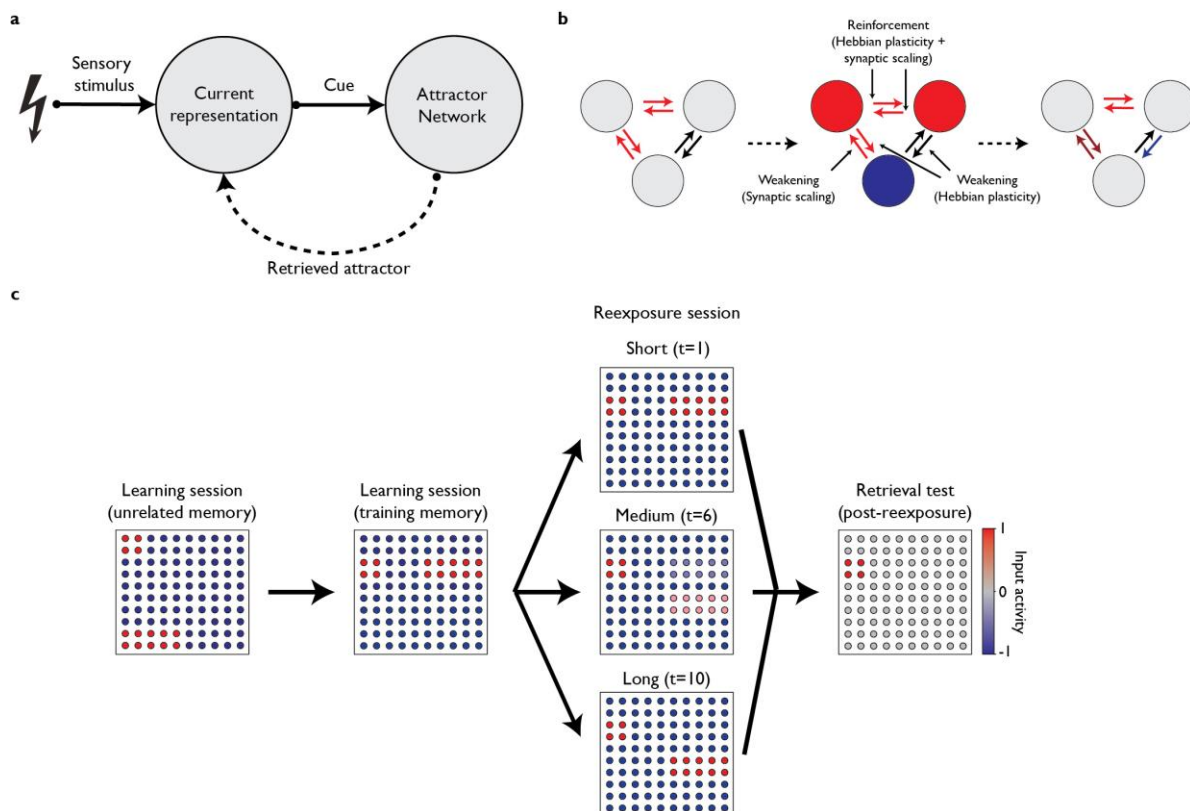 a
Sensory
stimulus
Current
representation
Cue
Attractor
Network
Retrieved attractor
b
Reinforcement
(Hebbian plasticity +
synaptic scaling)
Weakening
(Synaptic scaling)
Weakening
(Hebbian plasticity)
c
Reexposure session
Short (t=1)
Learning session
(unrelated memory)
Learning session
(training memory)
Medium (t=6)
Retrieval test
(post-reexposure)
1
0
-1
Input activity
Long (t=10)